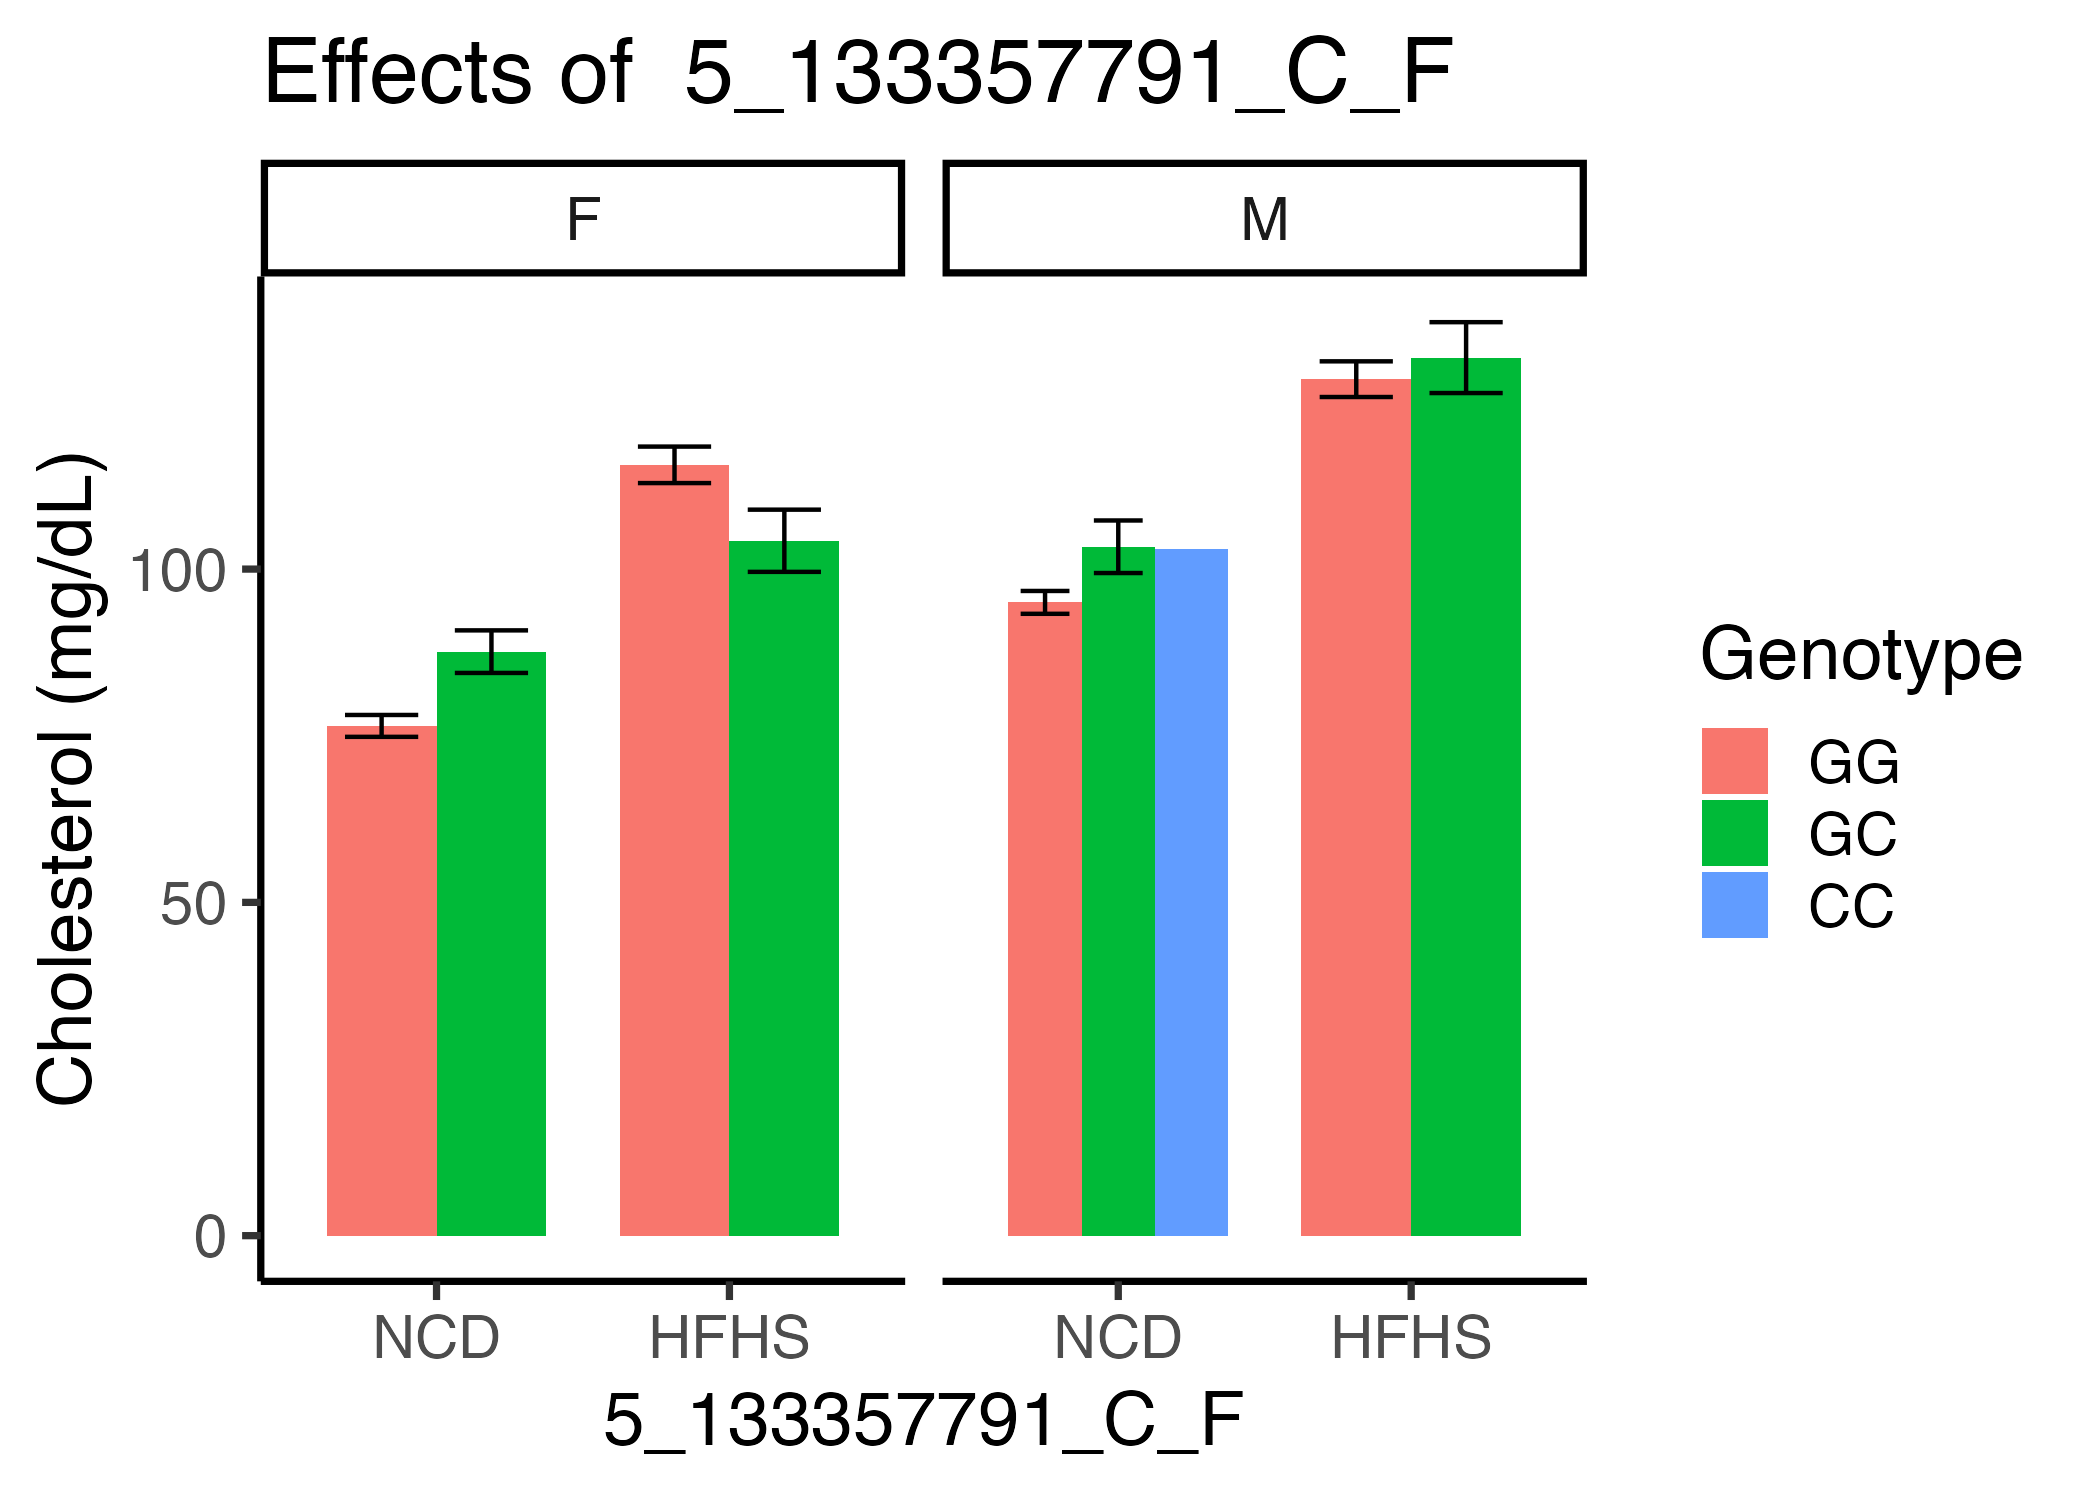 Effects of  5_133357791_C_F
F
M
Cholesterol (mg/dL)
100
50
0
NCD
HFHS
NCD
HFHS
5_133357791_C_F
Genotype
GG
GC
CC